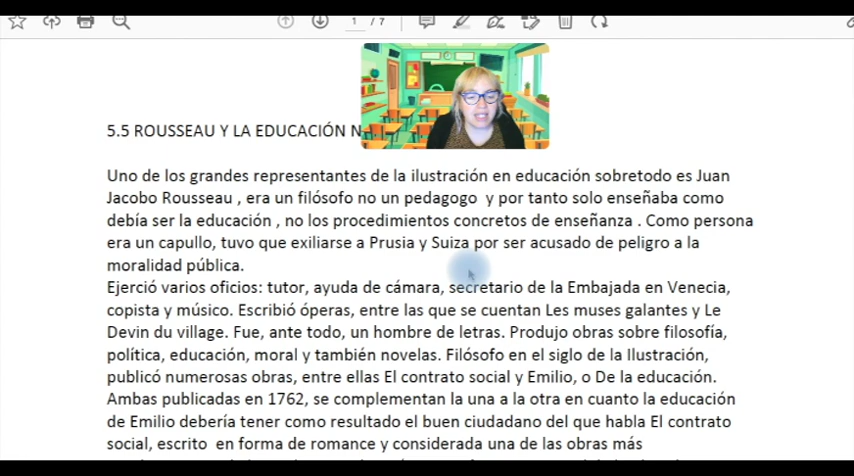 1 / 7
5.5 ROUSSEAU Y LA EDUCACIÓN N
Uno de los grandes representantes de la ilustración en educación sobretodo es Juan
Jacobo Rousseau , era un filósofo no un pedagogo y por tanto solo enseñaba como
debía ser la educación , no los procedimientos concretos de enseñanza . Como persona
era un capullo, tuvo que exiliarse a Prusia y Suiza por ser acusado de peligro a la
moralidad pública.
Ejerció varios oficios: tutor, ayuda de cámara, secretario de la Embajada en Venecia,
copista y músico. Escribió óperas, entre las que se cuentan Les muses galantes y Le
Devin du village. Fue, ante todo, un hombre de letras. Produjo obras sobre filosofía,
política, educación, moral y también novelas. Filósofo en el siglo de la Ilustración,
publicó numerosas obras, entre ellas El contrato social y Emilio, o De la educación.
Ambas publicadas en 1762, se complementan la una a la otra en cuanto la educación
de Emilio debería tener como resultado el buen ciudadano del que habla El contrato
social, escrito en forma de romance y considerada una de las obras más